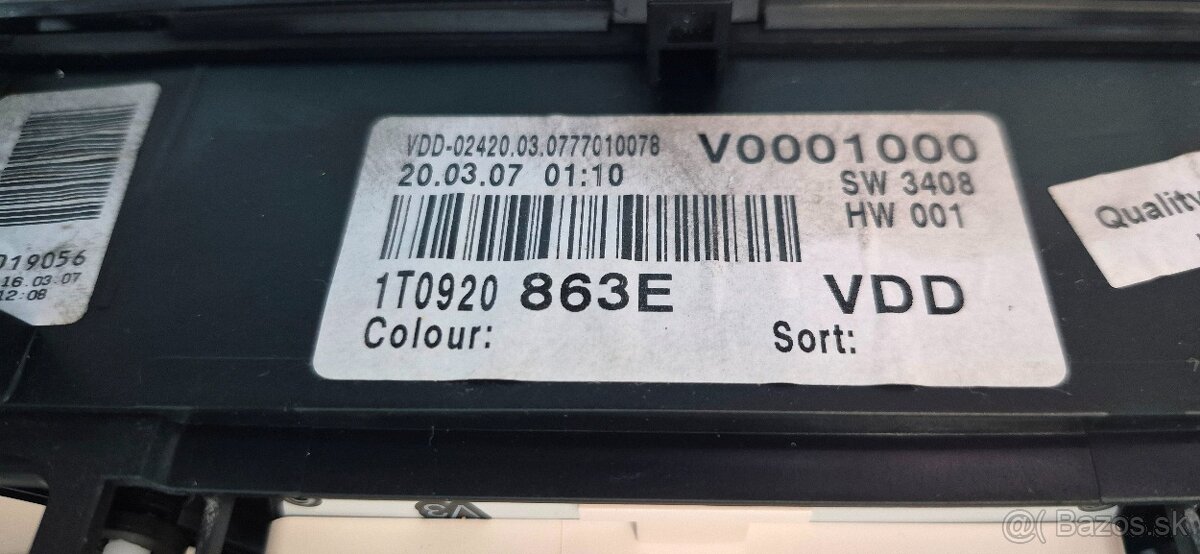 VDD-02420.03.0777010078 V0001000
20.03.07 01:10 SW 3408
HW 001
1T0920 863E VDD
Colour: Sort:
019056
16.03.07
12:08
Quality
V3
@( Bazos.sk